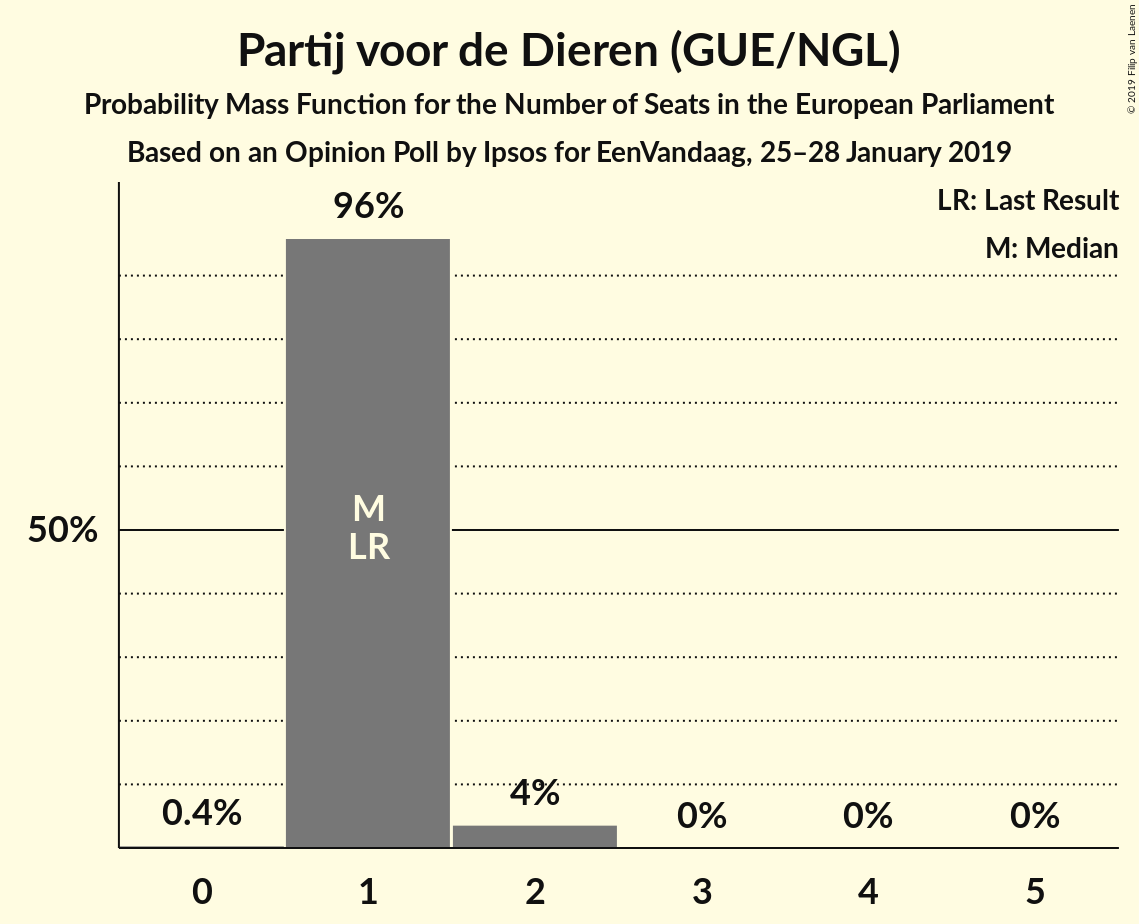 Partij voor de Dieren (GUE/NGL)
Probability Mass Function for the Number of Seats in the European Parliament
Based on an Opinion Poll by Ipsos for EenVandaag, 25–28 January 2019
© 2019 Filip van Laenen
LR: Last Result
M: Median
96%
M
LR
50%
0.4%
4%
0%
0%
0%
0
1
2
3
4
5